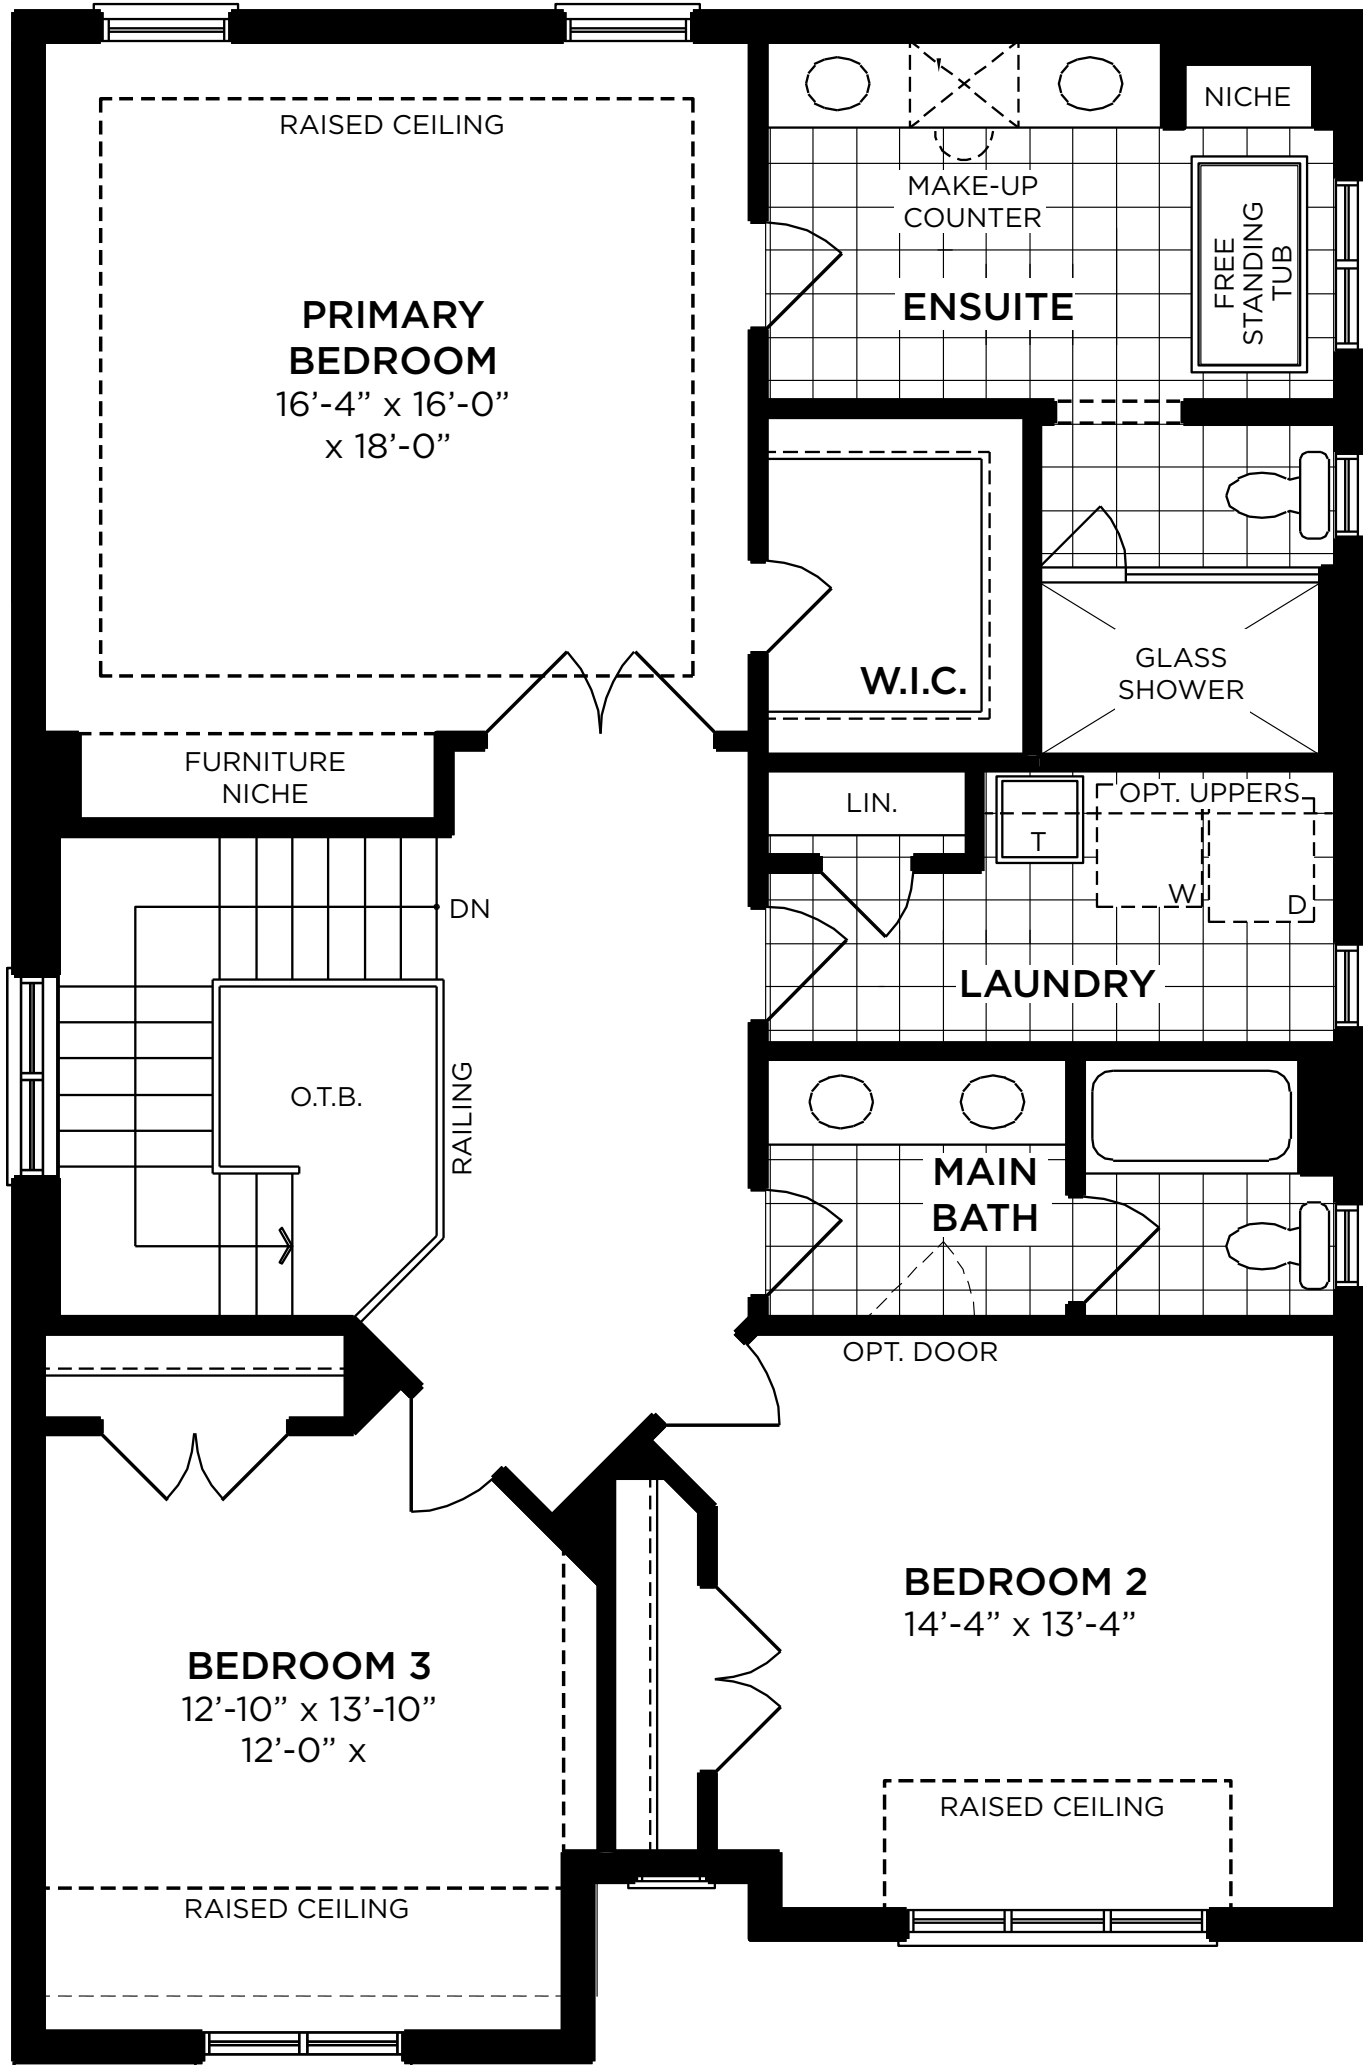 RAISED CEILING
PRIMARY
BEDROOM
16’-4” x 16’-0”
x 18’-0”
FURNITURE
NICHE
NICHE
MAKE-UP
COUNTER
ENSUITE
FREE
STANDING
TUB
W.I.C.
GLASS
SHOWER
LIN.
OPT. UPPERS
T
W
D
LAUNDRY
DN
O.T.B.
RAILING
MAIN
BATH
OPT. DOOR
BEDROOM 2
14’-4” x 13’-4”
RAISED CEILING
BEDROOM 3
12’-10” x 13’-10”
12’-0” x
RAISED CEILING